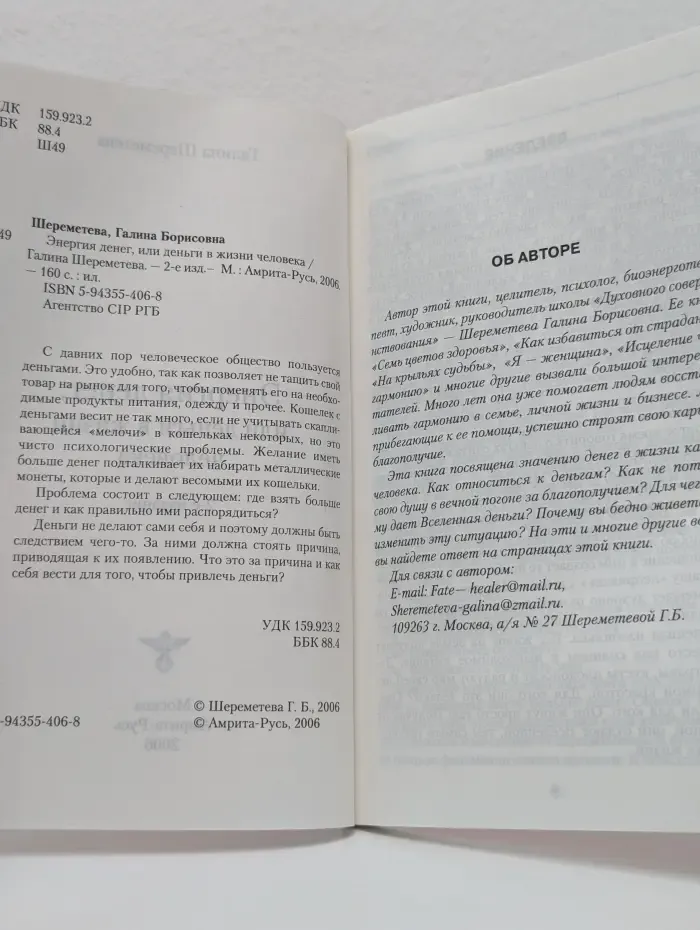 УДК 159.923.2
ББК 88.4
Ш49
Шереметева, Галина Борисовна
49 Энергия денег, или деньги в жизни человека /
Галина Шереметева. — 2-е изд.– М. : Амрита-Русь, 2006.
— 160 с. : ил.
ISBN 5-94355-406-8
Агентство CIP РГБ
С давних пор человеческое общество пользуется
деньгами. Это удобно, так как позволяет не тащить свой
товар на рынок для того, чтобы поменять его на необхо-
димые продукты питания, одежду и прочее. Кошелек с
деньгами весит не так много, если не учитывать скапли-
вающейся «мелочи» в кошельках некоторых, но это
чисто психологические проблемы. Желание иметь
больше денег подталкивает их набирать металлические
монеты, которые и делают весомыми их кошельки.
Проблема состоит в следующем: где взять больше
денег и как правильно ими распорядиться?
Деньги не делают сами себя и поэтому должны быть
следствием чего-то. За ними должна стоять причина,
приводящая к их появлению. Что это за причина и как
себя вести для того, чтобы привлечь деньги?
УДК 159.923.2
ББК 88.4
© Шереметева Г. Б., 2006
-94355-406-8 © Амрита-Русь, 2006
ОБ АВТОРЕ
Автор этой книги, целитель, психолог, биоэнерготе
певт, художник, руководитель школы «Духовного совер
нствования» — Шереметева Галина Борисовна. Ее кн
«Семь цветов здоровья», «Как избавиться от страдан
«На крыльях судьбы», «Я — женщина», «Исцеление ч
гармонию» и многие другие вызвали большой интере
тателей. Много лет она уже помогает людям восст
ливать гармонию в семье, личной жизни и бизнесе.
прибегающие к ее помощи, успешно строят свою кар
благополучие.
Эта книга посвящена значению денег в жизни ка
человека. Как относиться к деньгам? Как не пот
свою душу в вечной погоне за благополучием? Для чег
му дает Вселенная деньги? Почему вы бедно живет
изменить эту ситуацию? На эти и многие другие во
вы найдете ответ на страницах этой книги.
Для связи с автором:
E-mail: Fate— healer@mail.ru,
Sheremeteva-galina@zmail.ru.
109263 г. Москва, а/я № 27 Шереметевой Г.Б.